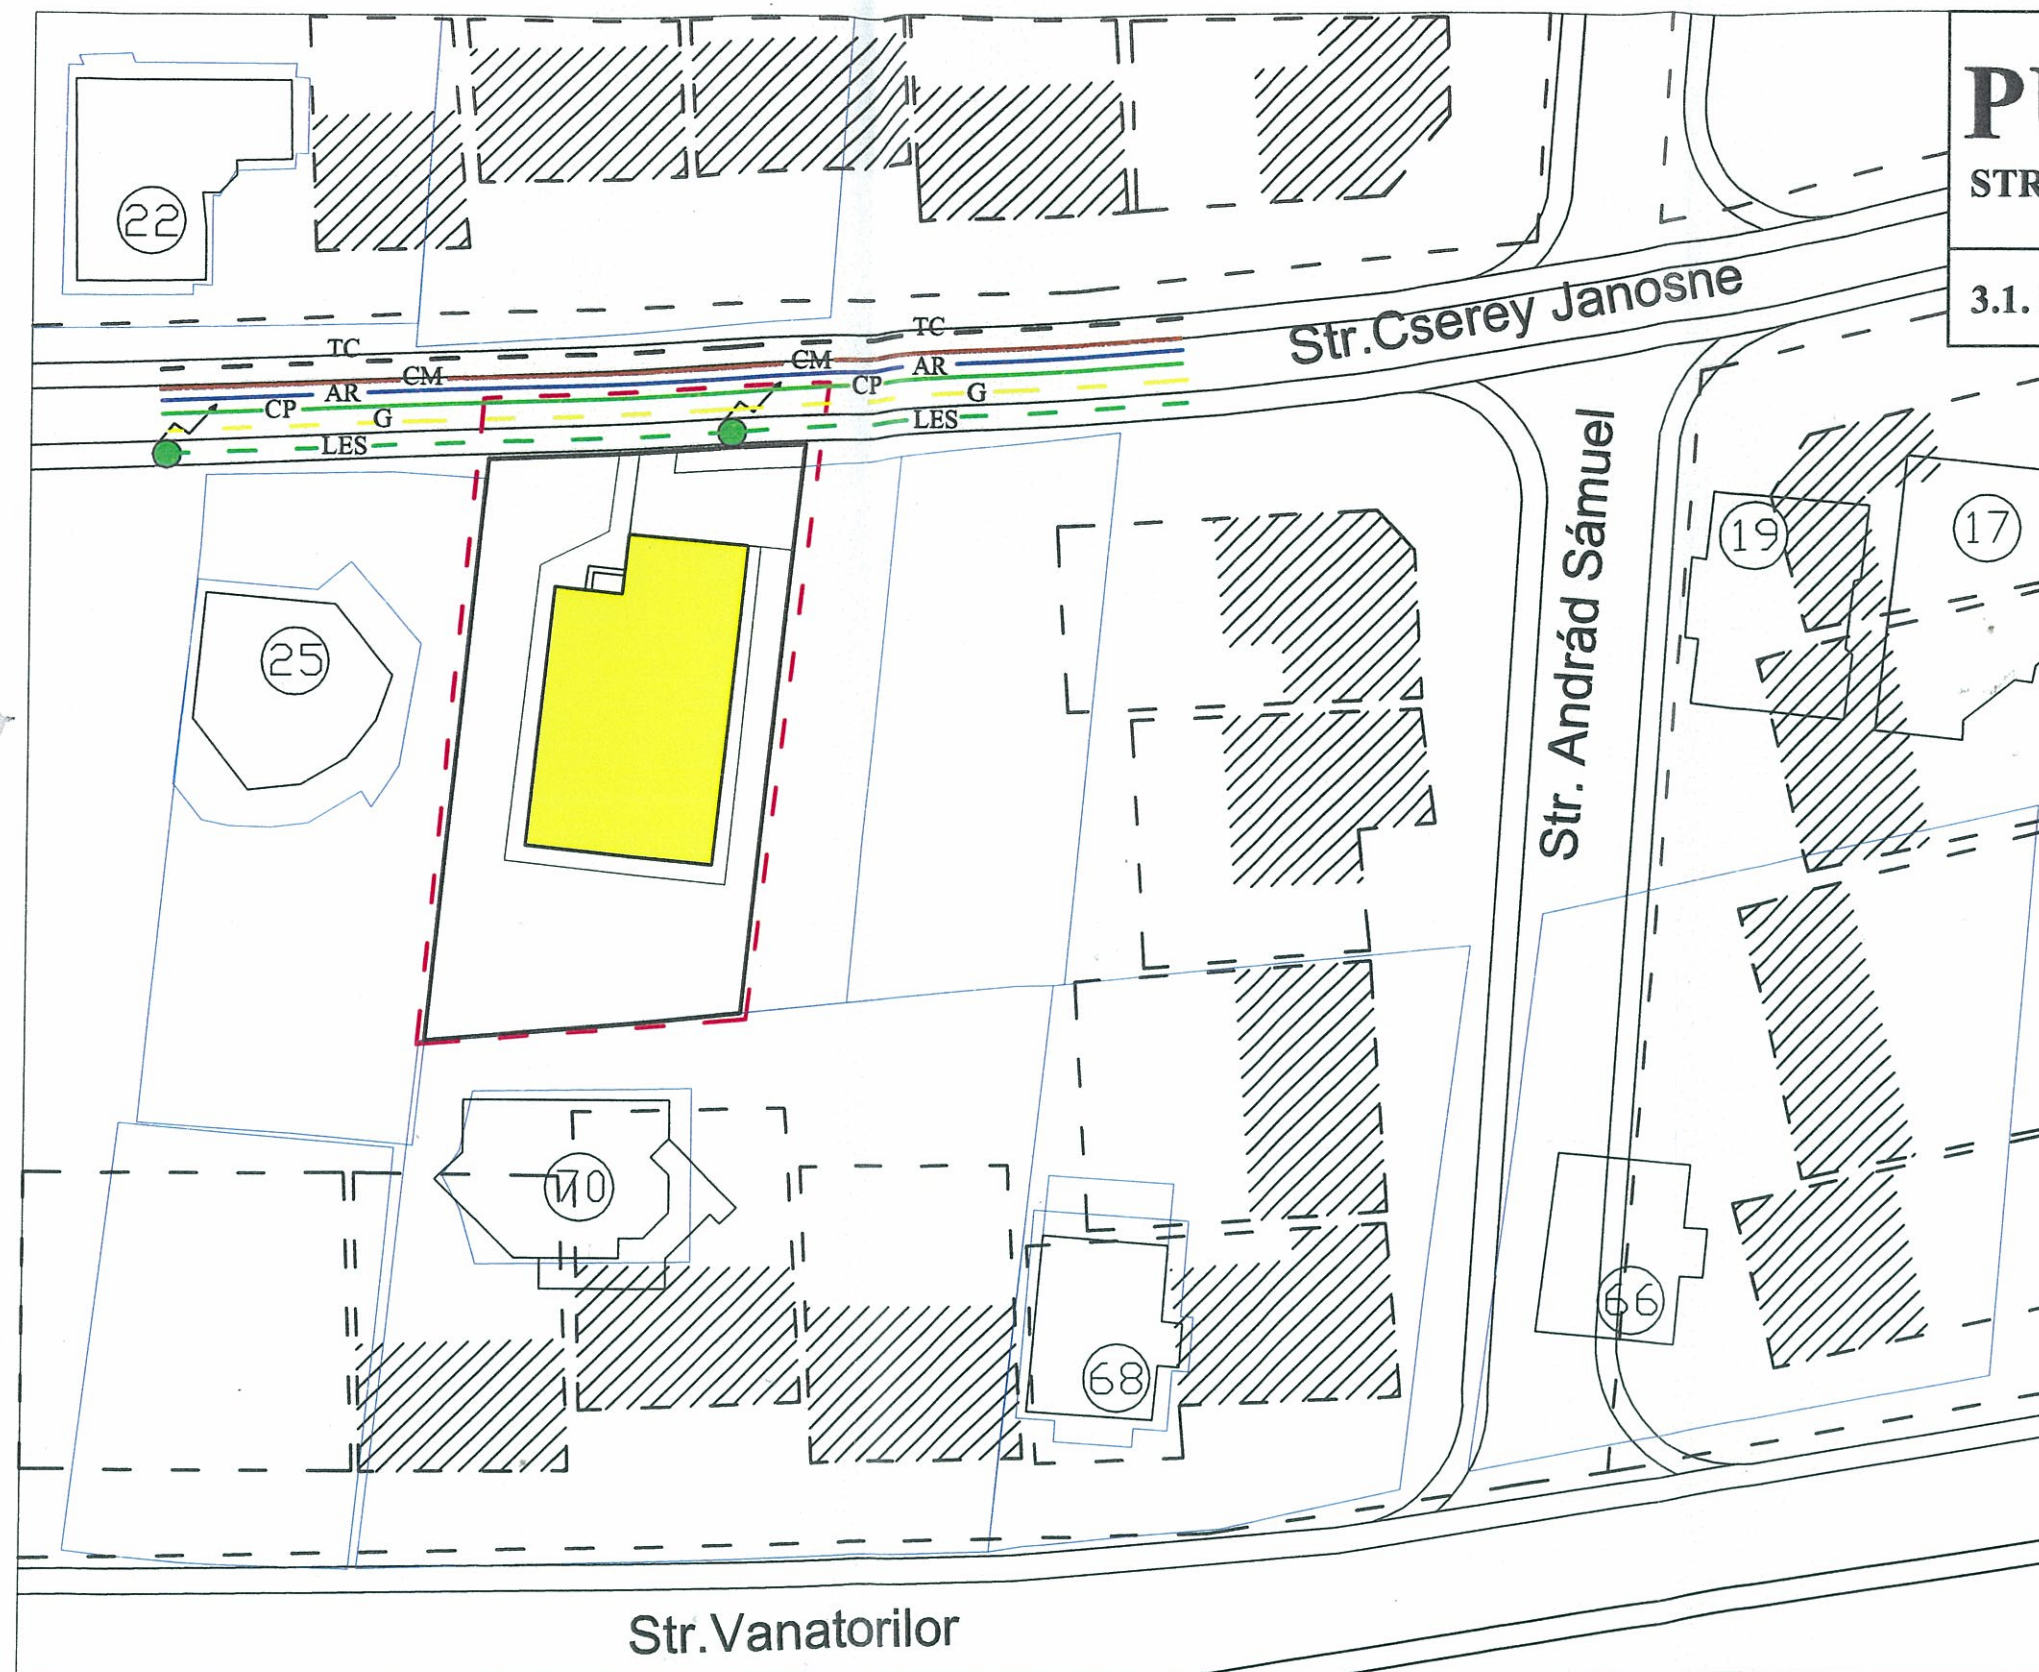 22
STR
3.1.
Str.Cserey Janosne
TC
TC
CM
CM
AR
AR
CP
CP
G
G
LES
LES
Str. Andrád Sámuel
19
17
25
70
68
66
Str.Vanatorilor